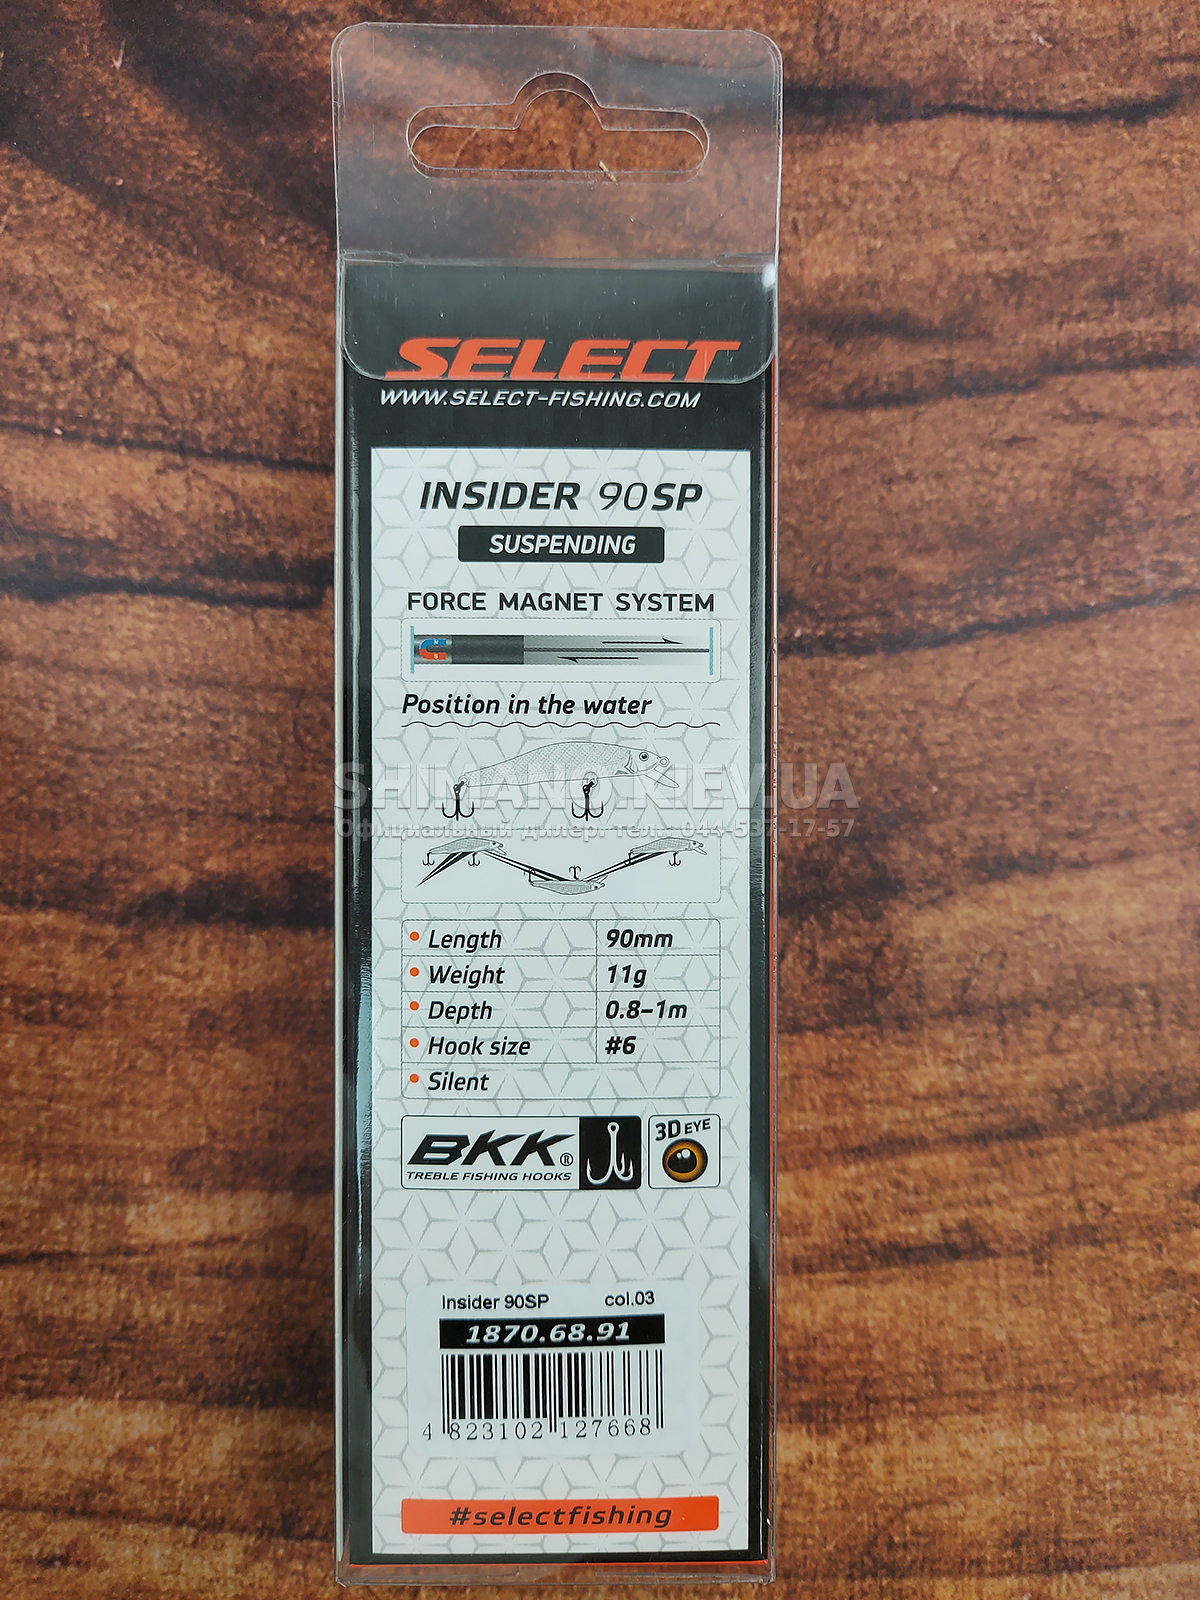 SELECT
WWW.SELECT-FISHING.COM
INSIDER 90SP
SUSPENDING
FORCE MAGNET SYSTEM
N
S
Position in the water
SHIMANO.KIEV.UA
Официальный дилер: тел.: 044-537-17-57
Length 90mm
Weight 11g
Depth 0.8-1m
Hook size #6
Silent
BKK®
TREBLE FISHING HOOKS
3D EYE
Insider 90SP col.03
1870.68.91
4 823102 127668
#selectfishing